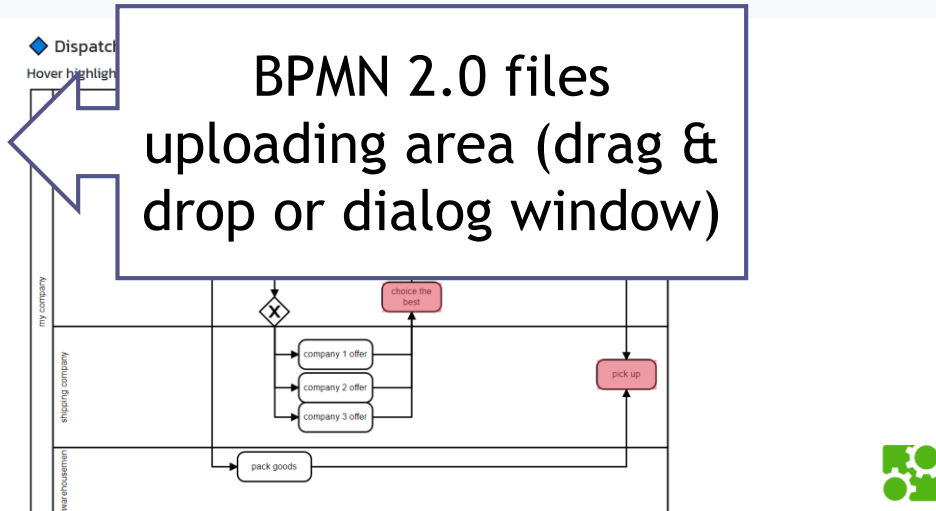 Dispatch
Hover highligh
BPMN 2.0 files
uploading area (drag &
drop or dialog window)
my company
choice the
best
X
shipping company
company 1 offer
company 2 offer
company 3 offer
pick up
warehousemen
pack goods